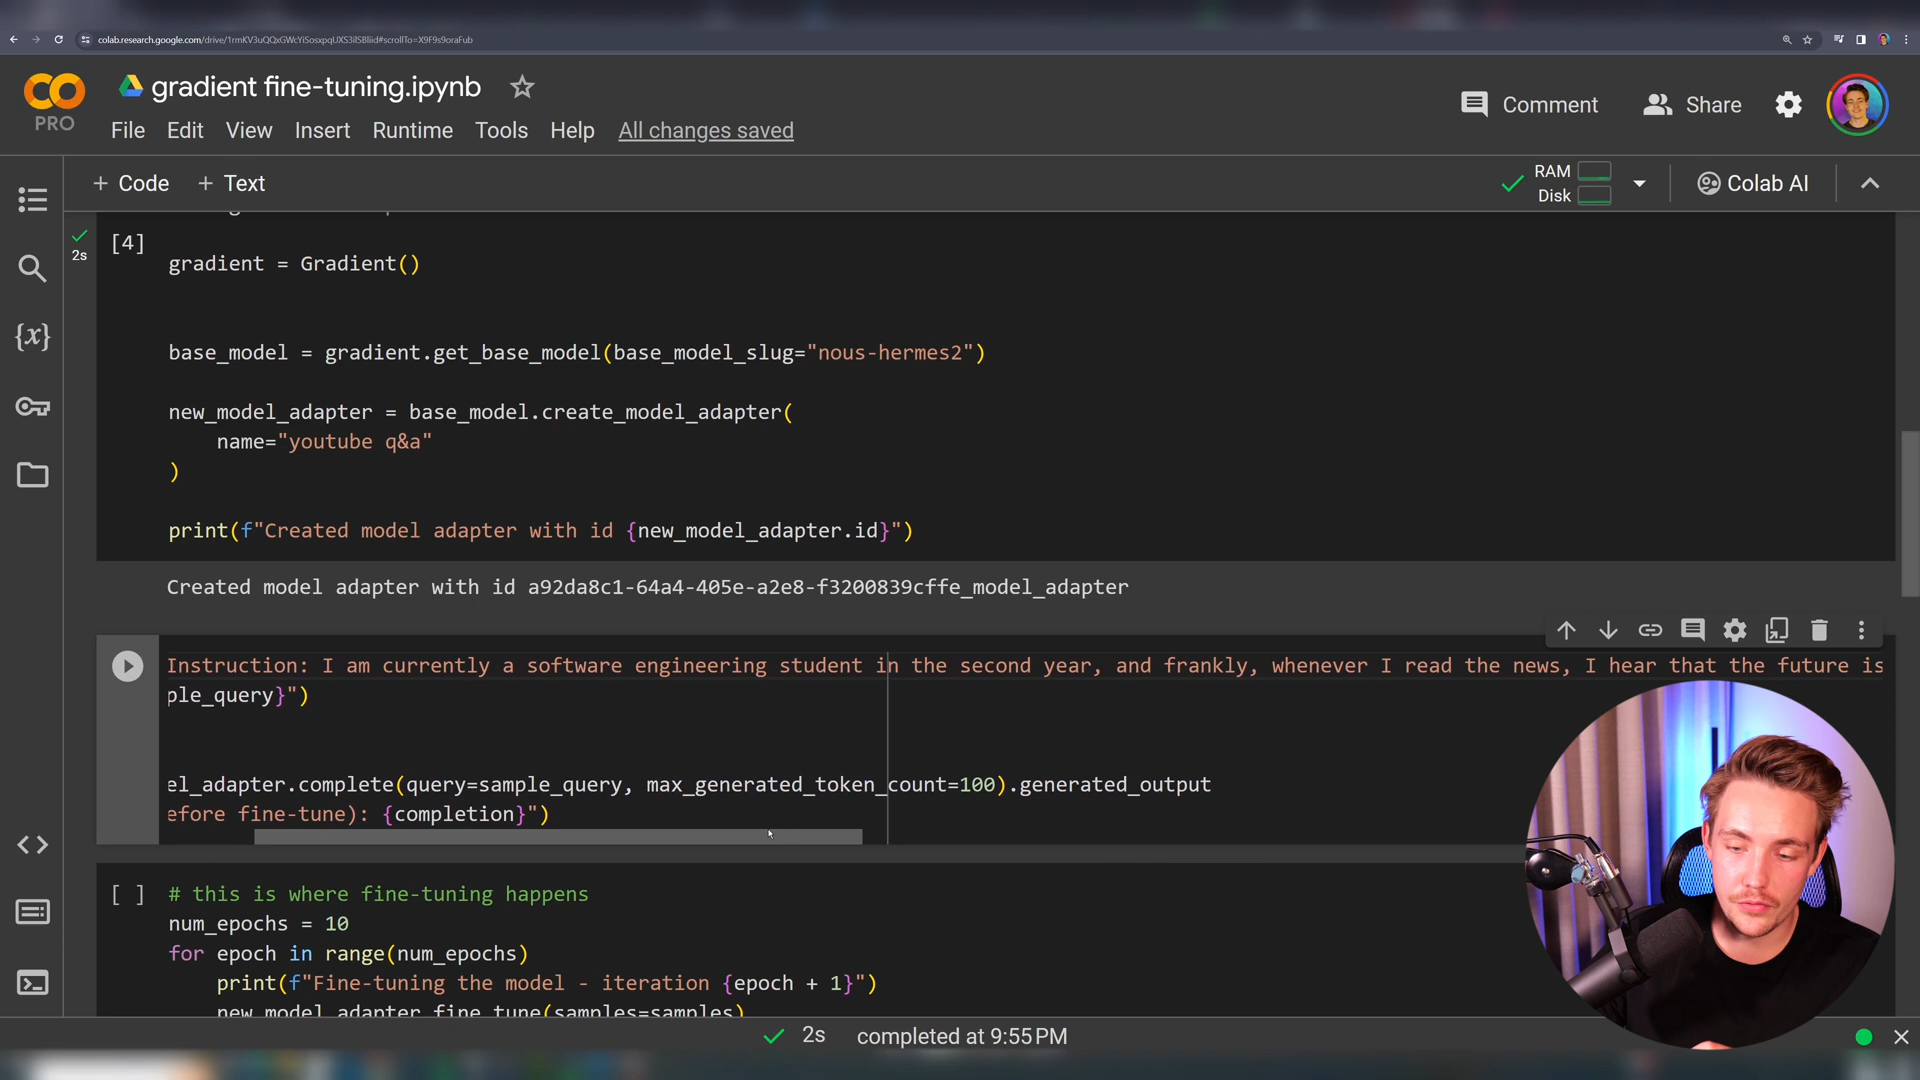 colab.research.google.com/drive/1rmKV3uQQxGWcYiSosxpqUXS3iISBliid#scrollTo=X9F9s9oraFub
gradient fine-tuning.ipynb
Comment
Share
PRO
File Edit View Insert Runtime Tools Help All changes saved
+ Code + Text
RAM
Disk
Colab AI
[4]
2s
gradient = Gradient()
base_model = gradient.get_base_model(base_model_slug="nous-hermes2")
new_model_adapter = base_model.create_model_adapter(
name="youtube q&a"
)
print(f"Created model adapter with id {new_model_adapter.id}")
Created model adapter with id a92da8c1-64a4-405e-a2e8-f3200839cffe_model_adapter
Instruction: I am currently a software engineering student in the second year, and frankly, whenever I read the news, I hear that the future is
ple_query}")
el_adapter.complete(query=sample_query, max_generated_token_count=100).generated_output
efore fine-tune): {completion}")
[ ] # this is where fine-tuning happens
num_epochs = 10
for epoch in range(num_epochs)
print(f"Fine-tuning the model - iteration {epoch + 1}")
new_model_adapter.fine_tune(samples=samples)
2s completed at 9:55 PM